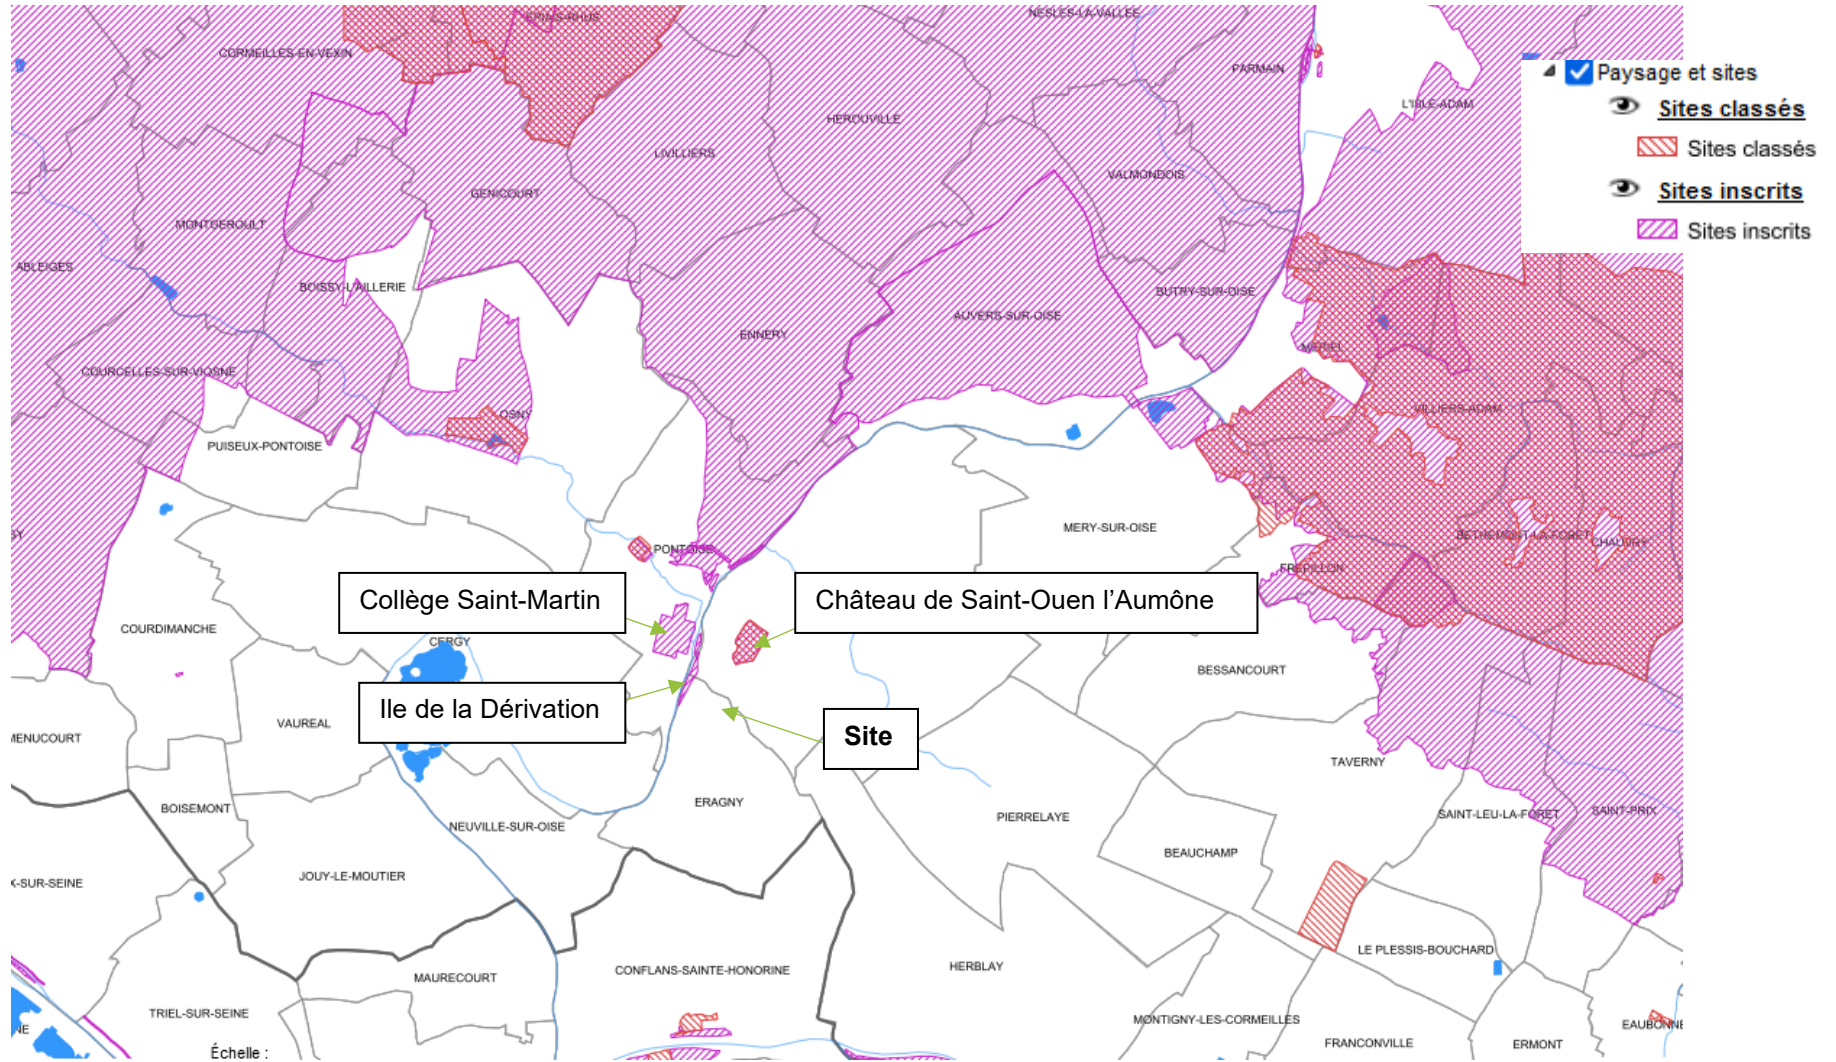 NESLES-LA-VALLEE
CORMEILLES-EN-VEXIN
PARMAIN
Paysage et sites
L'ISLE-ADAM
Sites classés
HEROUVILLE
Sites classés
LIVILLIERS
VALMONDOIS
Sites inscrits
GENICOURT
MONTGEROULT
Sites inscrits
ABLEIGES
BOISSY-L'AILLERIE
BUTRY-SUR-OISE
AUVERS-SUR-OISE
ENNERY
MERIEL
COURCELLES-SUR-VIOSNE
VILLIERS-ADAM
OSNY
PUISEUX-PONTOISE
MERY-SUR-OISE
BETHEMONT-LA-FORET
CHAUVRY
PONTOISE
FREPILLON
Collège Saint-Martin
Château de Saint-Ouen l'Aumône
COURDIMANCHE
CERGY
BESSANCOURT
Ile de la Dérivation
VAUREAL
Site
MENUCOURT
TAVERNY
ERAGNY
BOISEMONT
SAINT-LEU-LA-FORET
SAINT-PRIX
PIERRELAYE
NEUVILLE-SUR-OISE
BEAUCHAMP
JOUY-LE-MOUTIER
X-SUR-SEINE
LE PLESSIS-BOUCHARD
HERBLAY
CONFLANS-SAINTE-HONORINE
MAURECOURT
TRIEL-SUR-SEINE
MONTIGNY-LES-CORMEILLES
EAUBONNE
NE
FRANCONVILLE
ERMONT
Échelle :